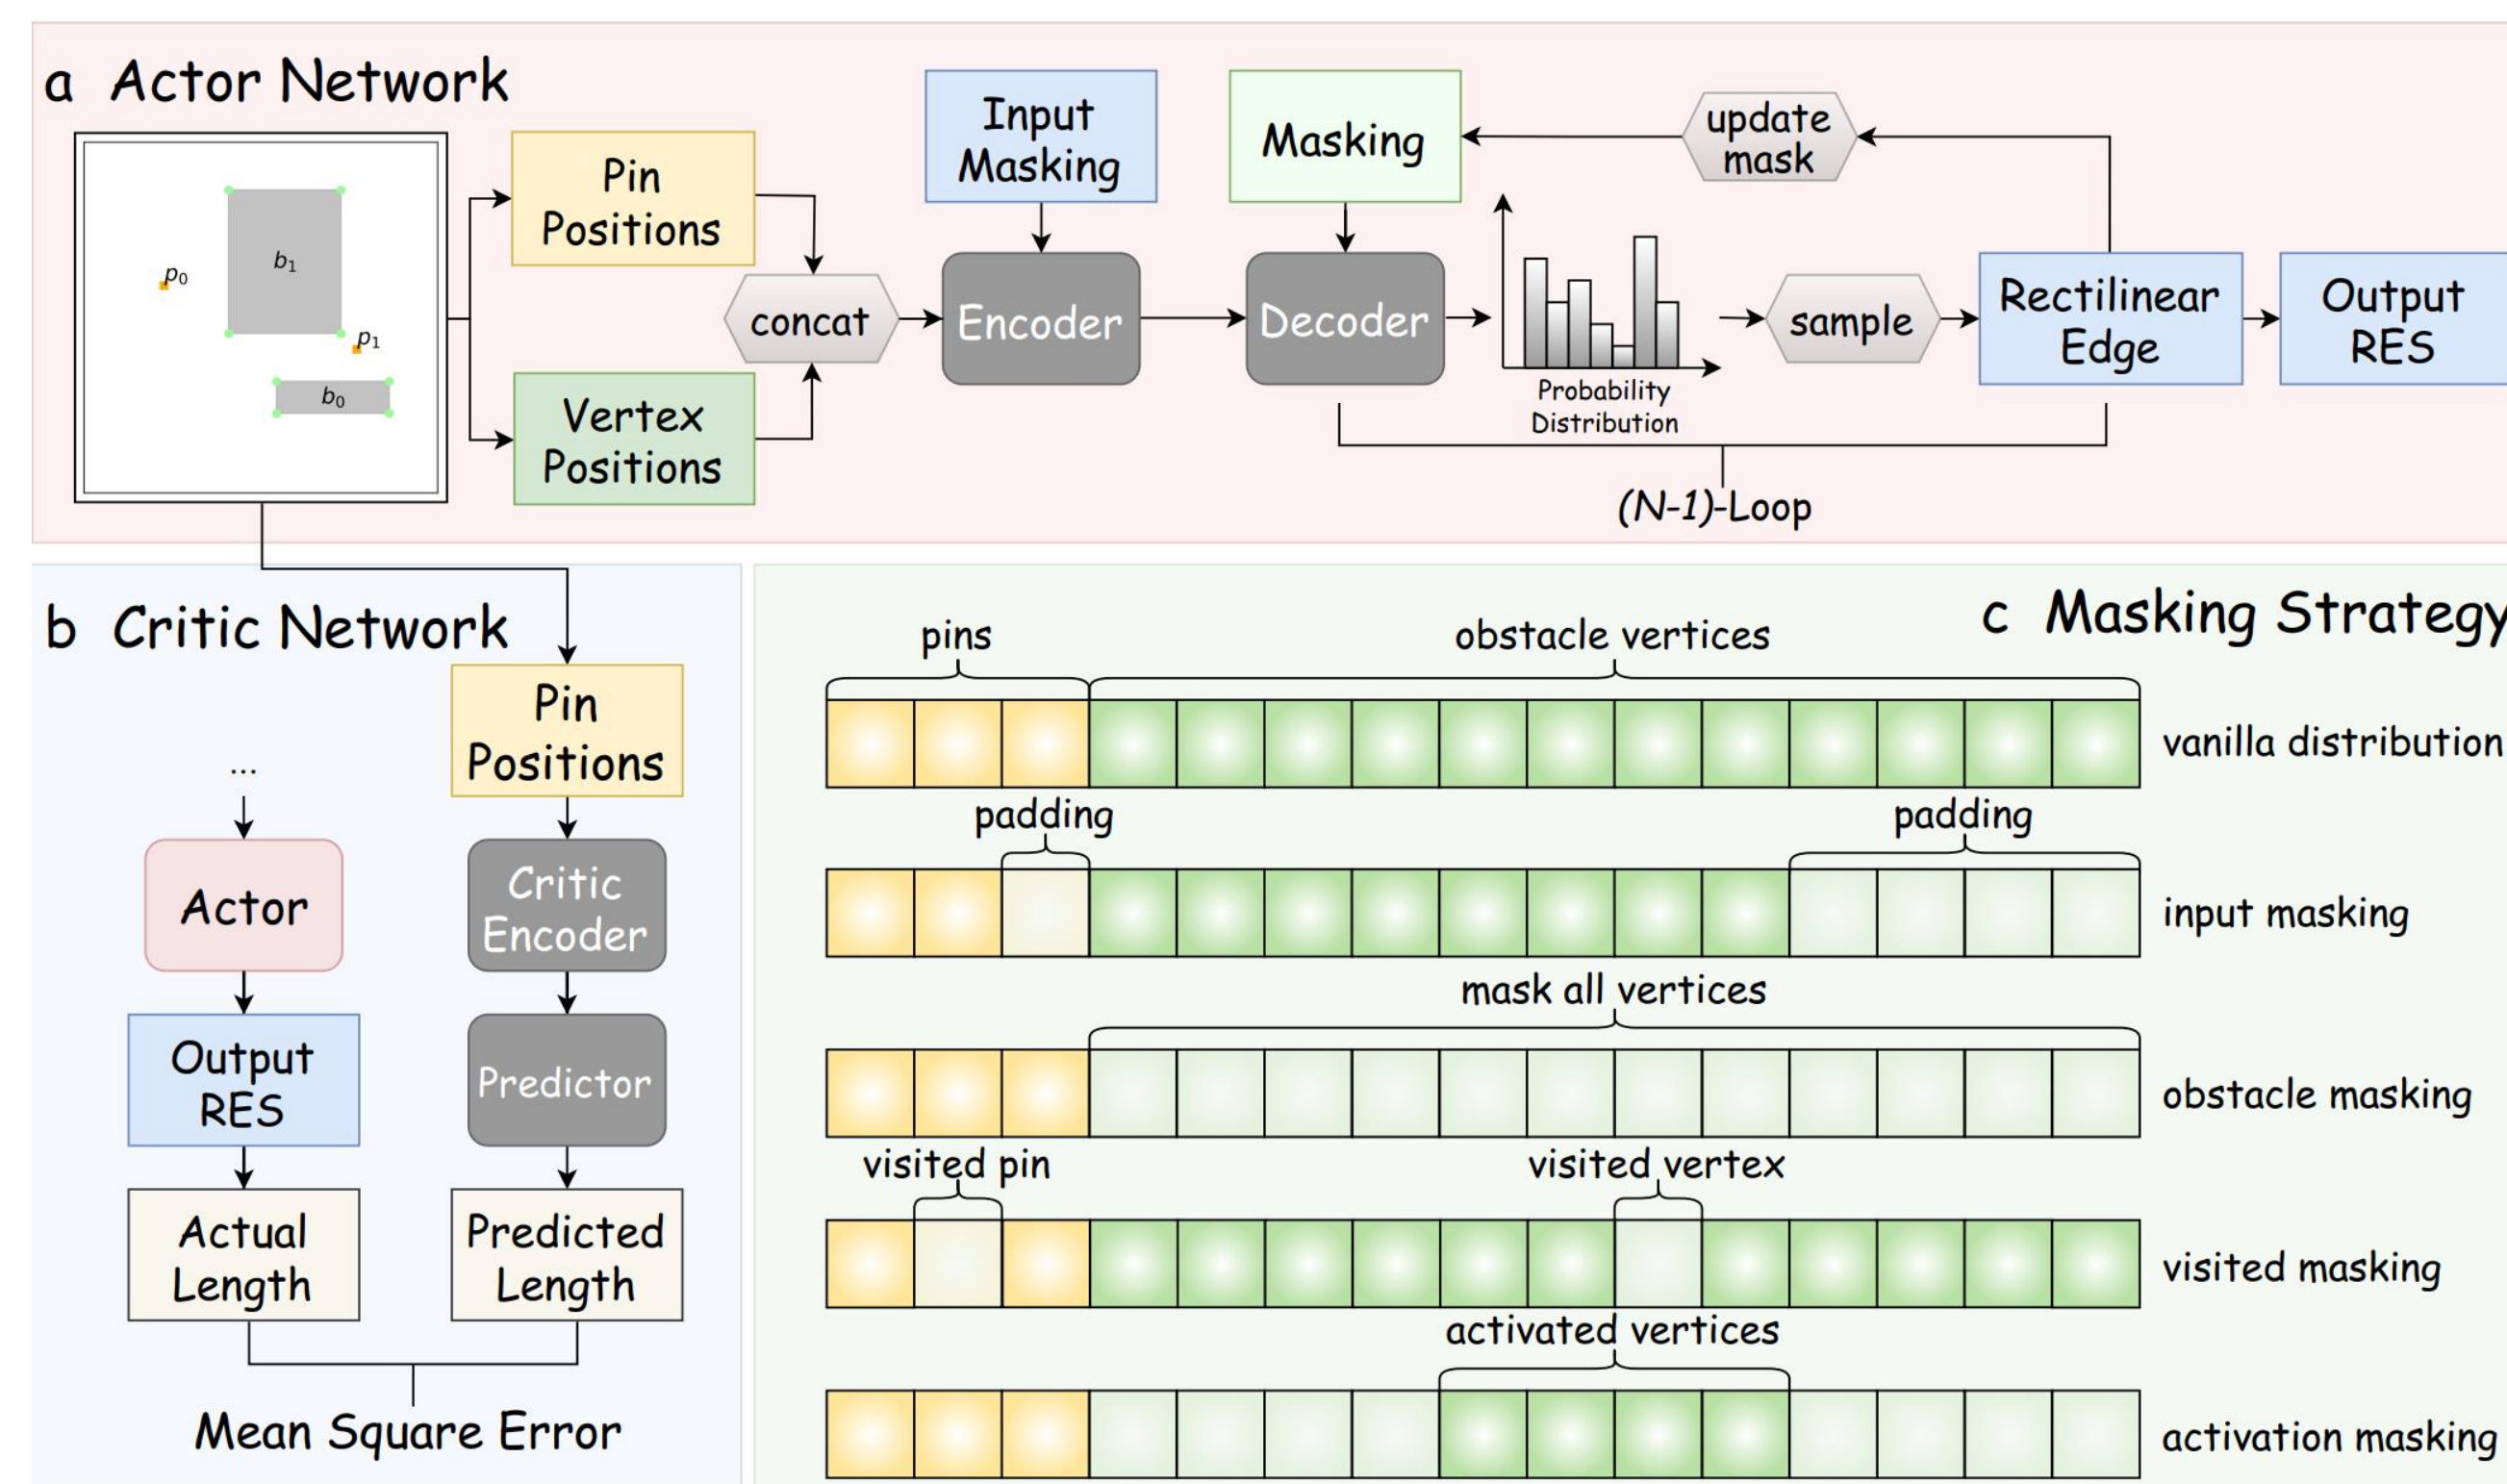 a Actor Network
p0
b1
p1
b0
Pin
Positions
Vertex
Positions
concat
Input
Masking
Encoder
Masking
Decoder
Probability
Distribution
update
mask
sample
Rectilinear
Edge
Output
RES
(N-1)-Loop
b Critic Network
...
Actor
Output
RES
Actual
Length
Pin
Positions
Critic
Encoder
Predictor
Predicted
Length
Mean Square Error
c Masking Strategy
pins
obstacle vertices
vanilla distribution
padding
padding
input masking
mask all vertices
obstacle masking
visited pin
visited vertex
visited masking
activated vertices
activation masking